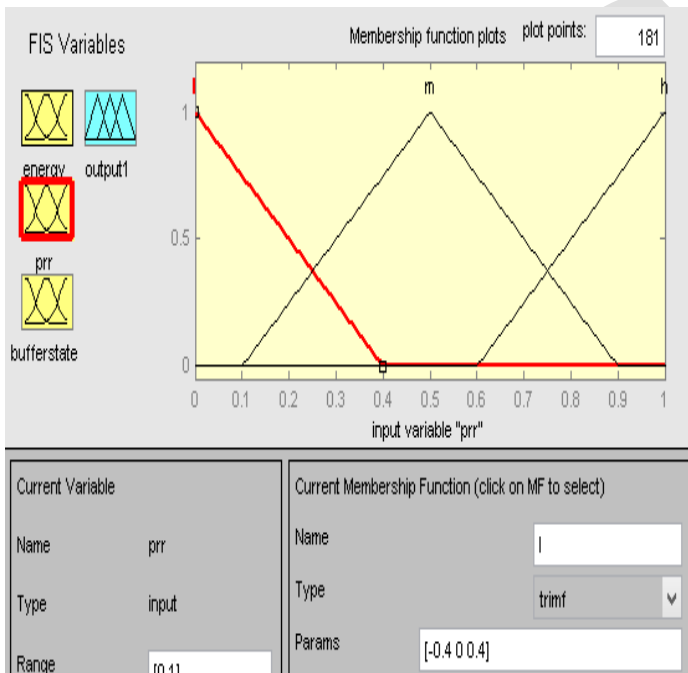 FIS Variables
Membership function plots plot points: 181
l m h
energy output1
prr
bufferstate
1
0.5
0
0 0.1 0.2 0.3 0.4 0.5 0.6 0.7 0.8 0.9 1
input variable "prr"
Current Variable
Name prr
Type input
Range [0 1]
Current Membership Function (click on MF to select)
Name l
Type trimf
Params [-0.4 0 0.4]